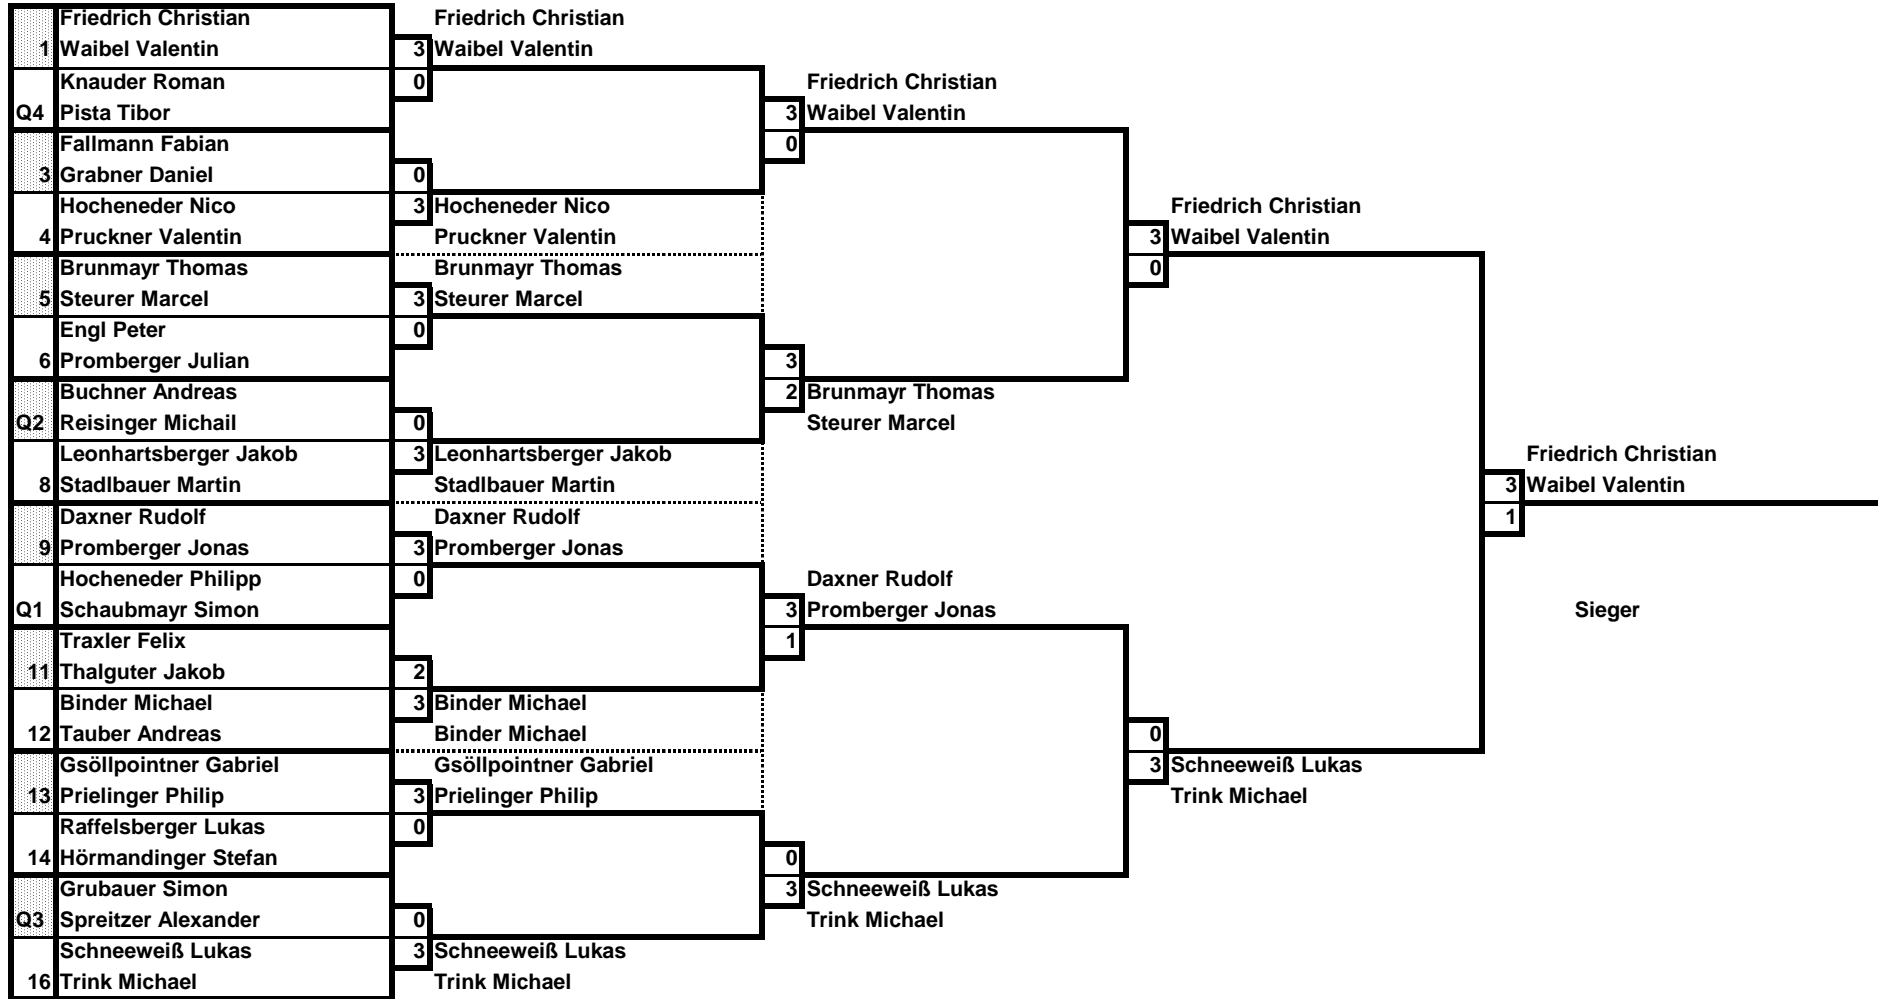 Friedrich Christian Friedrich Christian
1 Waibel Valentin 3 Waibel Valentin
Knauder Roman 0 Friedrich Christian
Q4 Pista Tibor 3 Waibel Valentin
Fallmann Fabian 0
3 Grabner Daniel 0
Hocheneder Nico 3 Hocheneder Nico Friedrich Christian
4 Pruckner Valentin Pruckner Valentin 3 Waibel Valentin
Brunmayr Thomas Brunmayr Thomas 0
5 Steurer Marcel 3 Steurer Marcel
Engl Peter 0
6 Promberger Julian 3
Buchner Andreas 2 Brunmayr Thomas
Q2 Reisinger Michail 0 Steurer Marcel
Leonhartsberger Jakob 3 Leonhartsberger Jakob Friedrich Christian
8 Stadlbauer Martin Stadlbauer Martin 3 Waibel Valentin
Daxner Rudolf Daxner Rudolf 1
9 Promberger Jonas 3 Promberger Jonas
Hocheneder Philipp 0 Daxner Rudolf
Q1 Schaubmayr Simon 3 Promberger Jonas Sieger
Traxler Felix 1
11 Thalguter Jakob 2
Binder Michael 3 Binder Michael
12 Tauber Andreas Binder Michael 0
Gsöllpointner Gabriel Gsöllpointner Gabriel 3 Schneeweiß Lukas
13 Prielinger Philip 3 Prielinger Philip Trink Michael
Raffelsberger Lukas 0
14 Hörmandinger Stefan 0
Grubauer Simon 3 Schneeweiß Lukas
Q3 Spreitzer Alexander 0 Trink Michael
Schneeweiß Lukas 3 Schneeweiß Lukas
16 Trink Michael Trink Michael